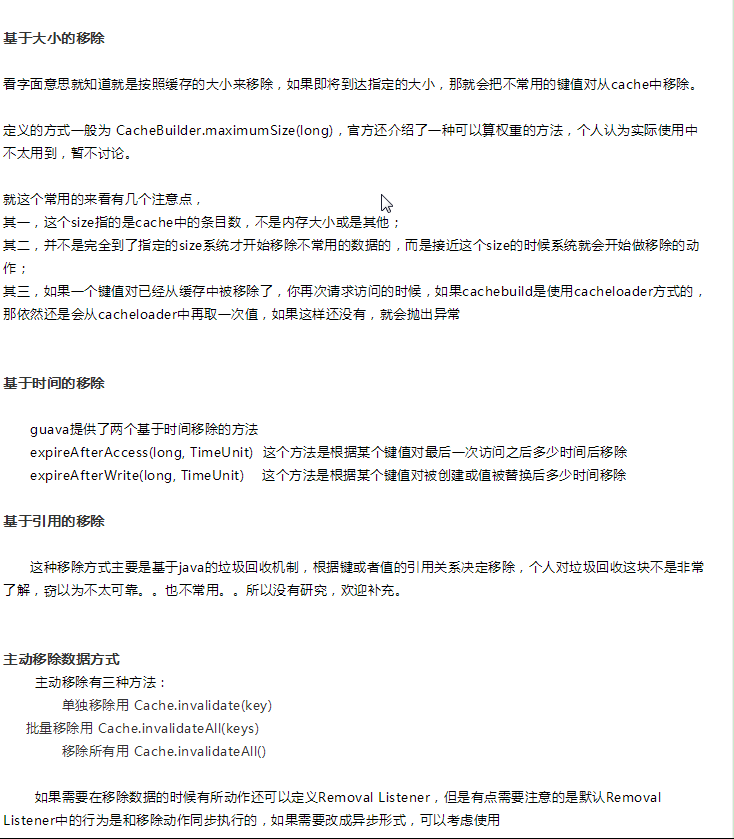 基于大小的移除
看字面意思就知道就是按照缓存的大小来移除，如果即将到达指定的大小，那就会把不常用的键值对从cache中移除。
定义的方式一般为 CacheBuilder.maximumSize(long)，官方还介绍了一种可以算权重的方法，个人认为实际使用中
不太用到，暂不讨论。
就这个常用的来看有几个注意点，
其一，这个size指的是cache中的条目数，不是内存大小或是其他；
其二，并不是完全到了指定的size系统才开始移除不常用的数据的，而是接近这个size的时候系统就会开始做移除的动
作；
其三，如果一个键值对已经从缓存中被移除了，你再次请求访问的时候，如果cachebuild是使用cacheloader方式的，
那依然还是会从cacheloader中再取一次值，如果这样还没有，就会抛出异常
基于时间的移除
guava提供了两个基于时间移除的方法
expireAfterAccess(long, TimeUnit)  这个方法是根据某个键值对最后一次访问之后多少时间后移除
expireAfterWrite(long, TimeUnit)    这个方法是根据某个键值对被创建或值被替换后多少时间移除
基于引用的移除
这种移除方式主要是基于java的垃圾回收机制，根据键或者值的引用关系决定移除，个人对垃圾回收这块不是非常
了解，窃以为不太可靠。。也不常用。。所以没有研究，欢迎补充。
主动移除数据方式
主动移除有三种方法：
单独移除用 Cache.invalidate(key)
批量移除用 Cache.invalidateAll(keys)
移除所有用 Cache.invalidateAll()
如果需要在移除数据的时候有所动作还可以定义Removal Listener，但是有点需要注意的是默认Removal
Listener中的行为是和移除动作同步执行的，如果需要改成异步形式，可以考虑使用